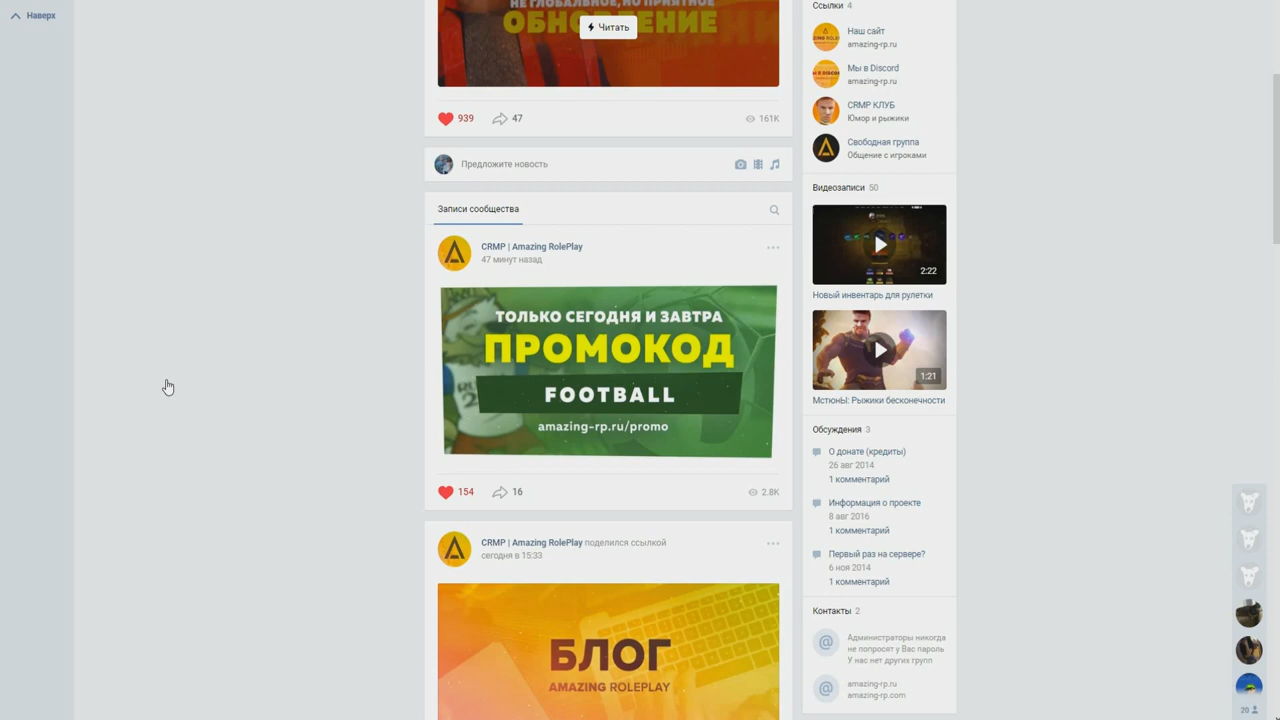 Наверх
НЕ ГЛОБАЛЬНОЕ, НО ПРИЯТНОЕ
ОБНОВЛЕНИЕ
Читать
939
47
161K
Предложите новость
Записи сообщества
CRMP | Amazing RolePlay
47 минут назад
ТОЛЬКО СЕГОДНЯ И ЗАВТРА
ПРОМОКОД
FOOTBALL
amazing-rp.ru/promo
154
16
2.8K
CRMP | Amazing RolePlay поделился ссылкой
сегодня в 15:33
БЛОГ
AMAZING ROLEPLAY
Ссылки 4
Наш сайт
amazing-rp.ru
Мы в Discord
amazing-rp.ru
CRMP КЛУБ
Юмор и рыжики
Свободная группа
Общение с игроками
Видеозаписи 50
2:22
Новый инвентарь для рулетки
1:21
МстюнЫ: Рыжики бесконечности
Обсуждения 3
О донате (кредиты)
26 авг 2014
1 комментарий
Информация о проекте
8 авг 2016
1 комментарий
Первый раз на сервере?
6 ноя 2014
1 комментарий
Контакты 2
Администраторы никогда
не попросят у Вас пароль
У нас нет других групп
amazing-rp.ru
amazing-rp.com
20